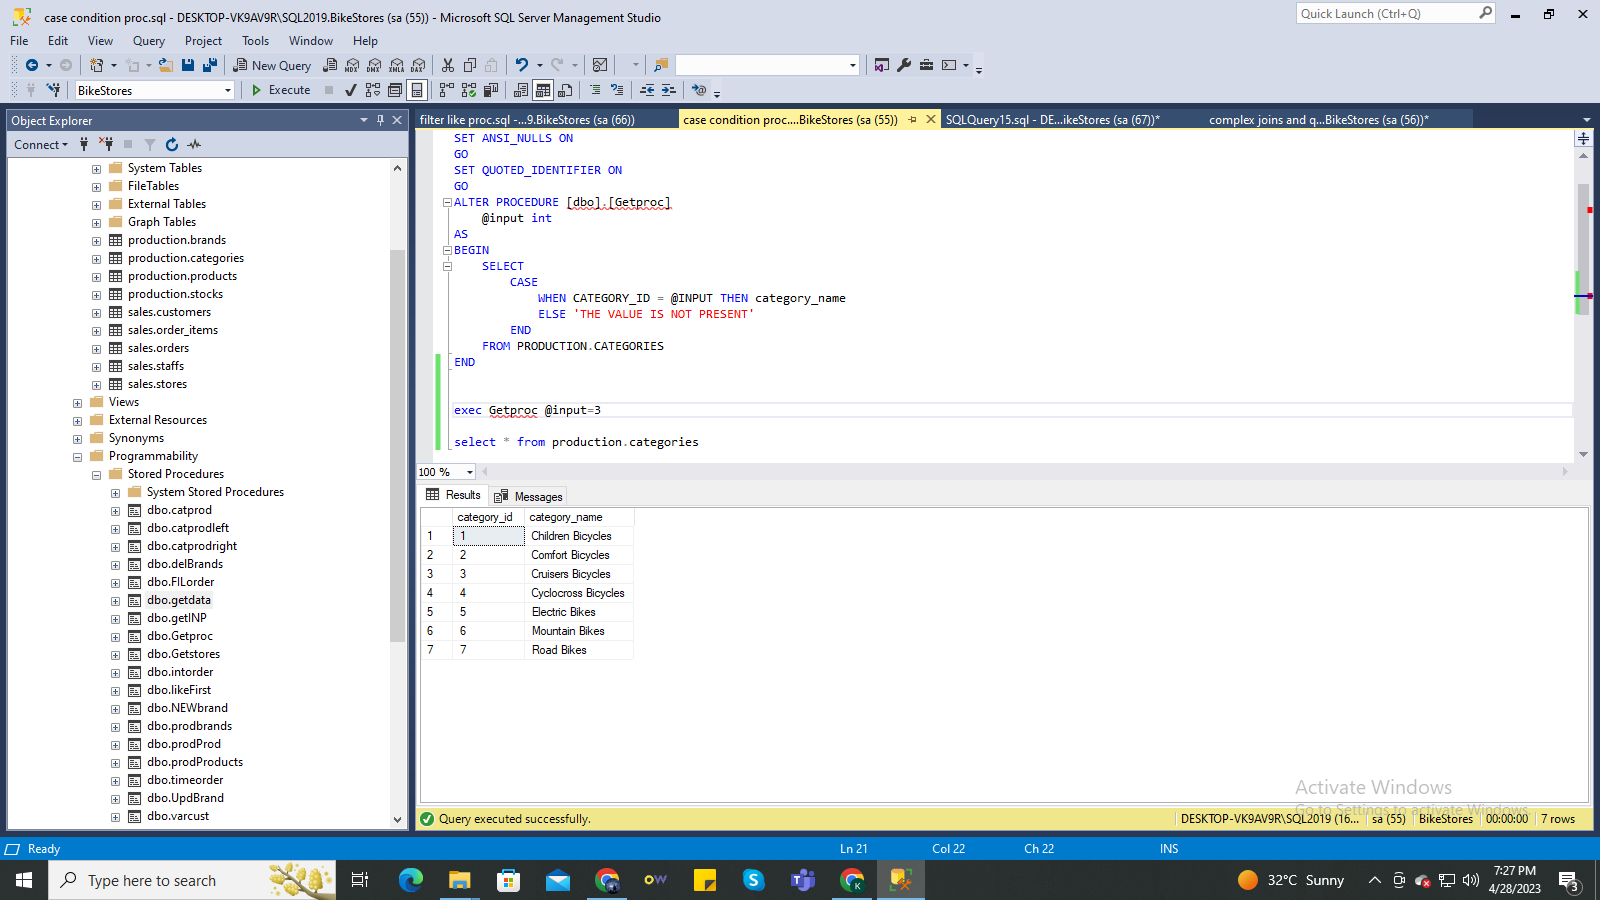 case condition proc.sql - DESKTOP-VK9AV9R\SQL2019.BikeStores (sa (55)) - Microsoft SQL Server Management Studio
Quick Launch (Ctrl+Q)
File Edit View Query Project Tools Window Help
New Query
MDX DMX XMLA DAX
BikeStores
Execute
Object Explorer
filter like proc.sql -...9.BikeStores (sa (66))
case condition proc....BikeStores (sa (55))
SQLQuery15.sql - DE...ikeStores (sa (67))*
complex joins and q...BikeStores (sa (56))*
Connect
System Tables
FileTables
External Tables
Graph Tables
production.brands
production.categories
production.products
production.stocks
sales.customers
sales.order_items
sales.orders
sales.staffs
sales.stores
Views
External Resources
Synonyms
Programmability
Stored Procedures
System Stored Procedures
dbo.catprod
dbo.catprodleft
dbo.catprodright
dbo.delBrands
dbo.FILorder
dbo.getdata
dbo.getINP
dbo.Getproc
dbo.Getstores
dbo.intorder
dbo.likeFirst
dbo.NEWbrand
dbo.prodbrands
dbo.prodProd
dbo.prodProducts
dbo.timeorder
dbo.UpdBrand
dbo.varcust
SET ANSI_NULLS ON
GO
SET QUOTED_IDENTIFIER ON
GO
ALTER PROCEDURE [dbo].[Getproc]
@input int
AS
BEGIN
SELECT
CASE
WHEN CATEGORY_ID = @INPUT THEN category_name
ELSE 'THE VALUE IS NOT PRESENT'
END
FROM PRODUCTION.CATEGORIES
END
exec Getproc @input=3
select * from production.categories
100 %
Results Messages
category_id category_name
1 1 Children Bicycles
2 2 Comfort Bicycles
3 3 Cruisers Bicycles
4 4 Cyclocross Bicycles
5 5 Electric Bikes
6 6 Mountain Bikes
7 7 Road Bikes
Activate Windows
Go to Settings to activate Windows.
Query executed successfully.
DESKTOP-VK9AV9R\SQL2019 (16... sa (55) BikeStores 00:00:00 7 rows
Ready
Ln 21 Col 22 Ch 22 INS
Type here to search
OW
S
K
32°C Sunny
7:27 PM
4/28/2023
3